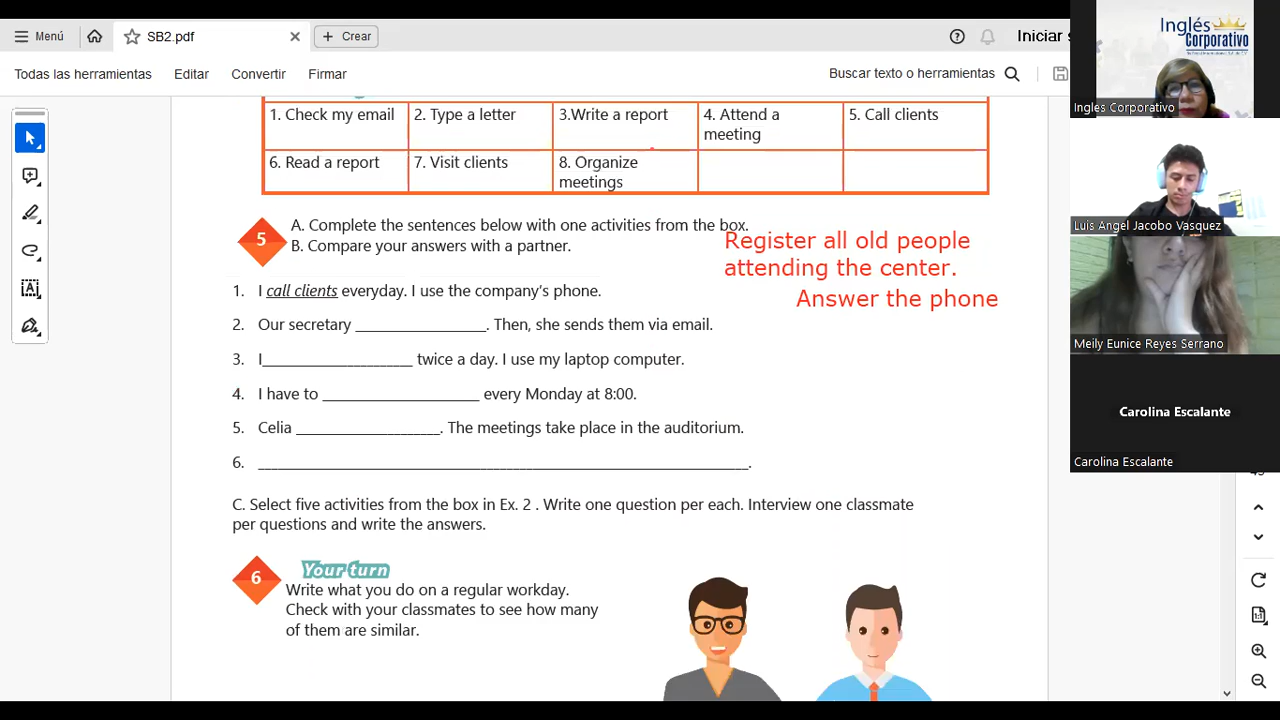 Menú
SB2.pdf
Crear
Iniciar s
Todas las herramientas
Editar
Convertir
Firmar
Buscar texto o herramientas
1. Check my email
2. Type a letter
3.Write a report
4. Attend a
meeting
5. Call clients
6. Read a report
7. Visit clients
8. Organize
meetings
5
A. Complete the sentences below with one activities from the box.
B. Compare your answers with a partner.
Register all old people
attending the center.
Answer the phone
1. I call clients everyday. I use the company's phone.
2. Our secretary ________________. Then, she sends them via email.
3. I___________________ twice a day. I use my laptop computer.
4. I have to ____________________ every Monday at 8:00.
5. Celia __________________. The meetings take place in the auditorium.
6. ______________________________________________________________.
C. Select five activities from the box in Ex. 2 . Write one question per each. Interview one classmate
per questions and write the answers.
6
Your turn
Write what you do on a regular workday.
Check with your classmates to see how many
of them are similar.
Inglés
Corporativo
Ingles Corporativo
Luis Angel Jacobo Vasquez
Meily Eunice Reyes Serrano
Carolina Escalante
Carolina Escalante